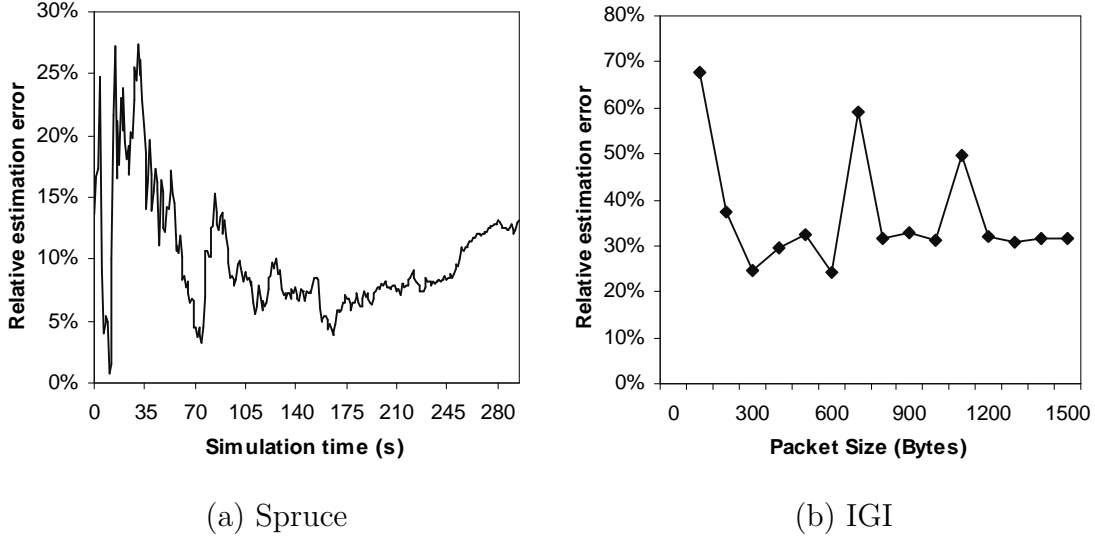 30%
25%
20%
15%
10%
5%
0%
Relative estimation error
0 35 70 105 140 175 210 245 280
Simulation time (s)
(a) Spruce
80%
70%
60%
50%
40%
30%
20%
10%
0%
Relative estimation error
0 300 600 900 1200 1500
Packet Size (Bytes)
(b) IGI